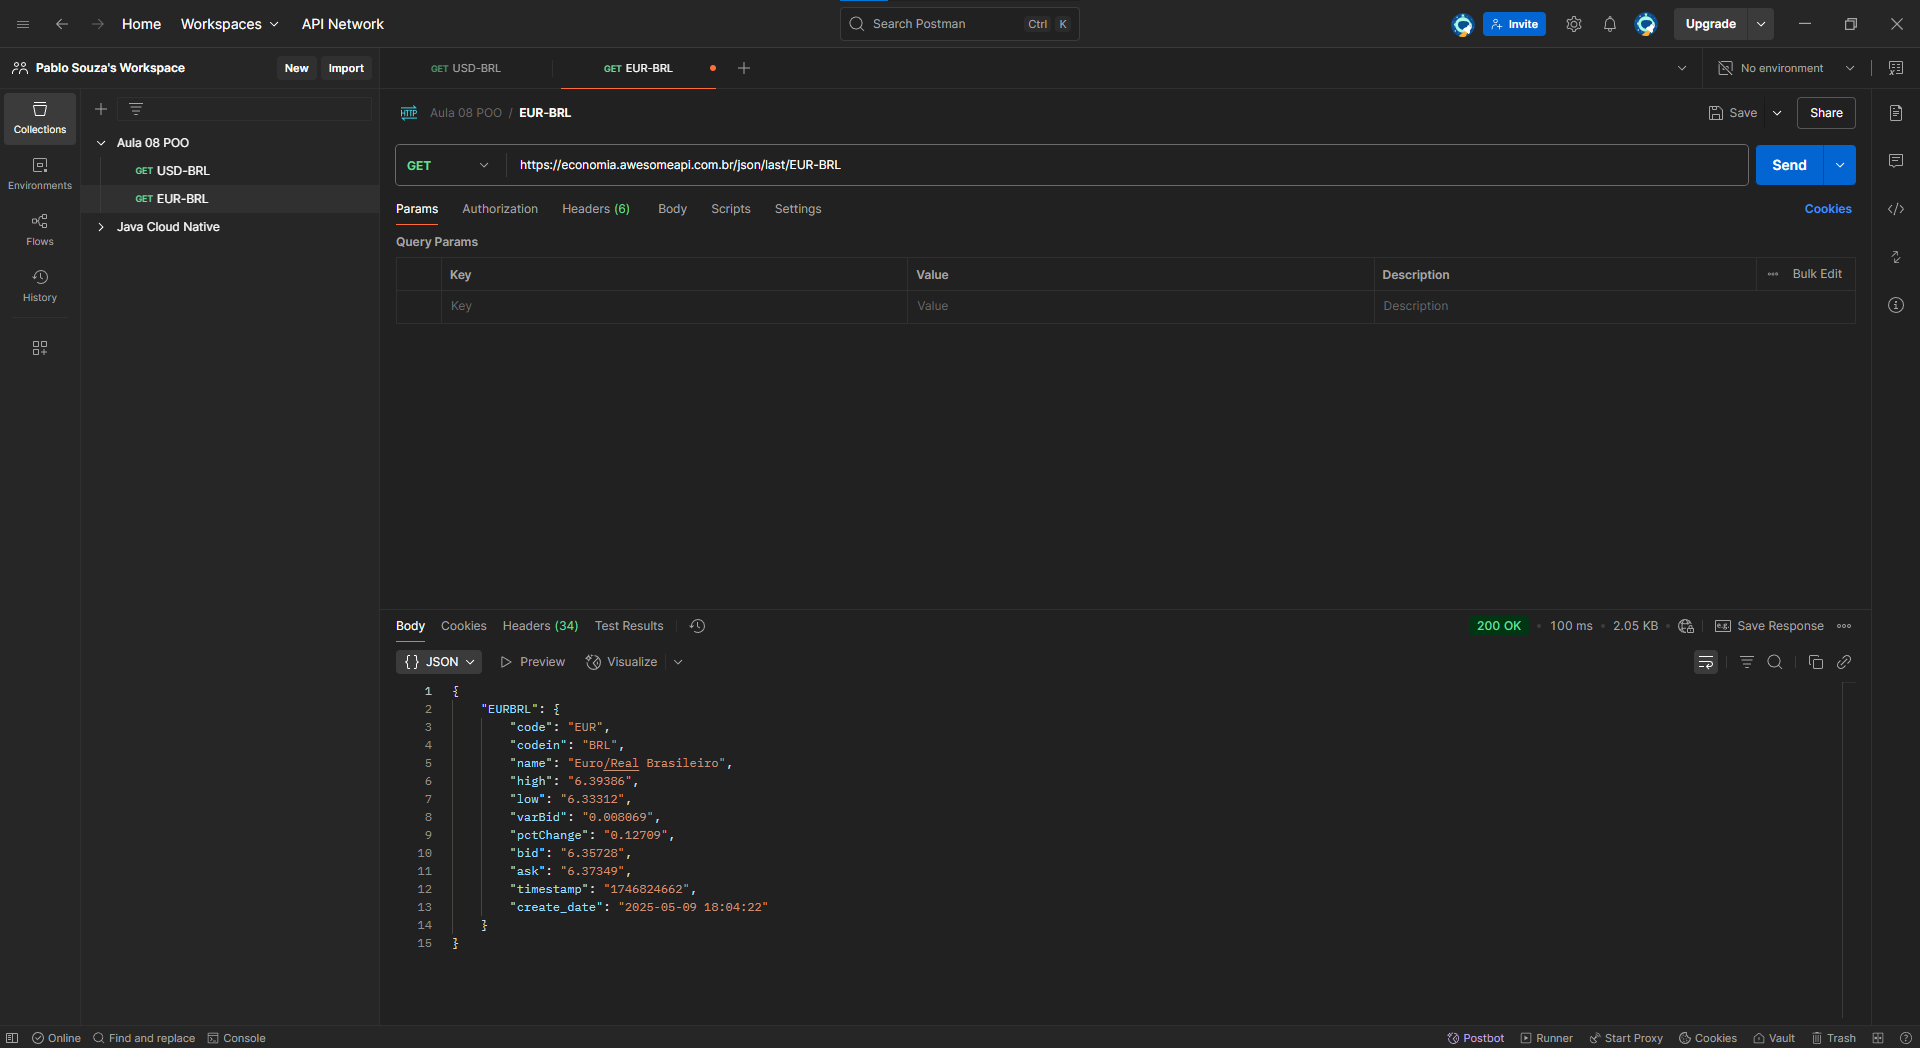 Home Workspaces API Network Search Postman Ctrl K Invite Upgrade
Pablo Souza's Workspace New Import GET USD-BRL GET EUR-BRL No environment
Collections
Environments
Flows
History
Aula 08 POO
GET USD-BRL
GET EUR-BRL
Java Cloud Native
HTTP Aula 08 POO / EUR-BRL Save Share
GET https://economia.awesomeapi.com.br/json/last/EUR-BRL Send
Params Authorization Headers (6) Body Scripts Settings Cookies
Query Params
Key Value Description Bulk Edit
Key Value Description
Body Cookies Headers (34) Test Results 200 OK 100 ms 2.05 KB e.g. Save Response
{} JSON Preview Visualize
1 {
2 "EURBRL": {
3 "code": "EUR",
4 "codein": "BRL",
5 "name": "Euro/Real Brasileiro",
6 "high": "6.39386",
7 "low": "6.33312",
8 "varBid": "0.008069",
9 "pctChange": "0.12709",
10 "bid": "6.35728",
11 "ask": "6.37349",
12 "timestamp": "1746824662",
13 "create_date": "2025-05-09 18:04:22"
14 }
15 }
Online Find and replace Console Postbot Runner Start Proxy Cookies Vault Trash